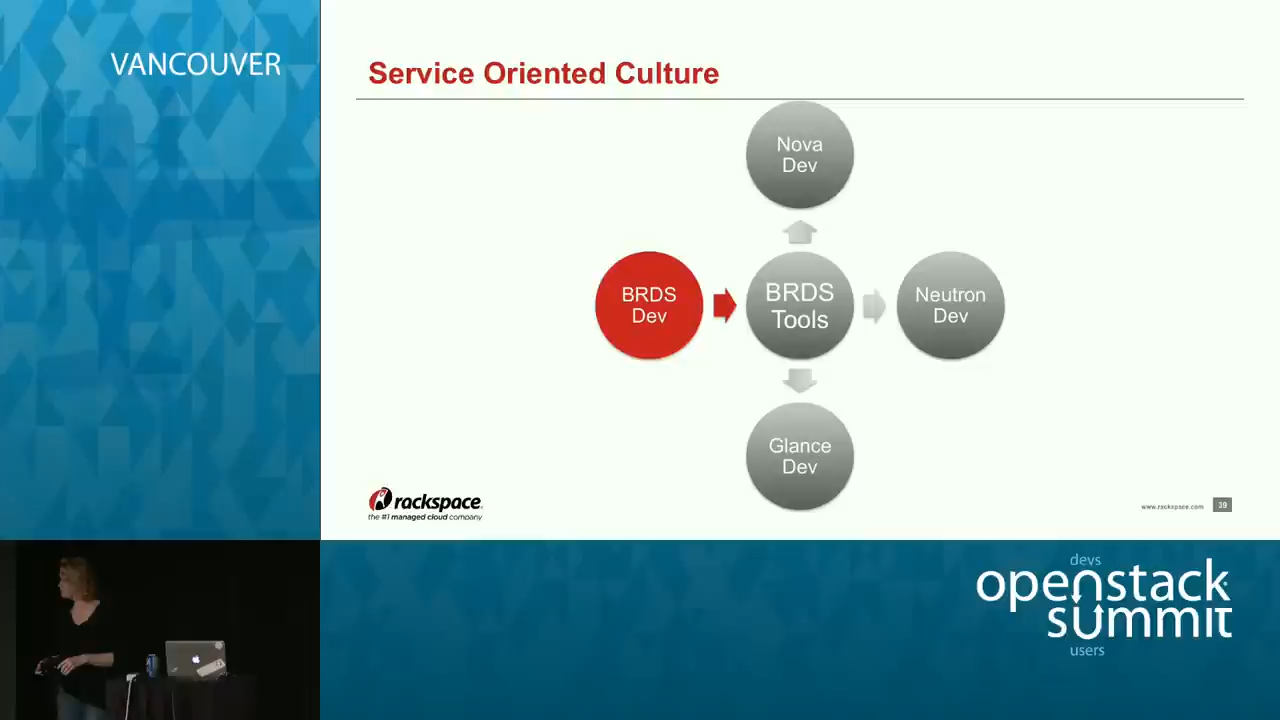 VANCOUVER
Service Oriented Culture
Nova
Dev
BRDS
Dev
BRDS
Tools
Neutron
Dev
Glance
Dev
rackspace
the #1 managed cloud company
www.rackspace.com
39
devs
openstack
summit
users